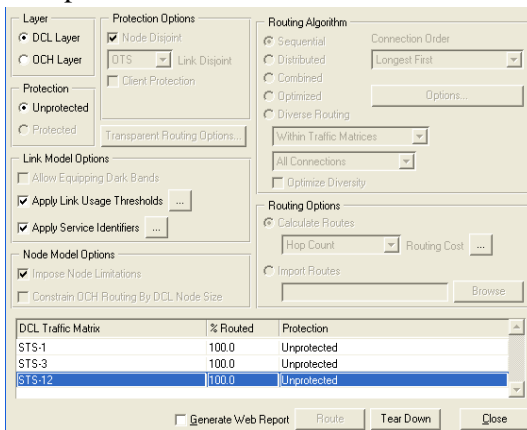 Layer
DCL Layer
OCH Layer
Protection
Unprotected
Protected
Protection Options
Node Disjoint
OTS Link Disjoint
Client Protection
Transparent Routing Options...
Link Model Options
Allow Equipping Dark Bands
Apply Link Usage Thresholds ...
Apply Service Identifiers ...
Node Model Options
Impose Node Limitations
Constrain OCH Routing By DCL Node Size
Routing Algorithm
Sequential Connection Order
Distributed Longest First
Combined
Optimized Options...
Diverse Routing
Within Traffic Matrices
All Connections
Optimize Diversity
Routing Options
Calculate Routes
Hop Count Routing Cost ...
Import Routes
Browse
DCL Traffic Matrix % Routed Protection
STS-1 100.0 Unprotected
STS-3 100.0 Unprotected
STS-12 100.0 Unprotected
Generate Web Report Route Tear Down Close